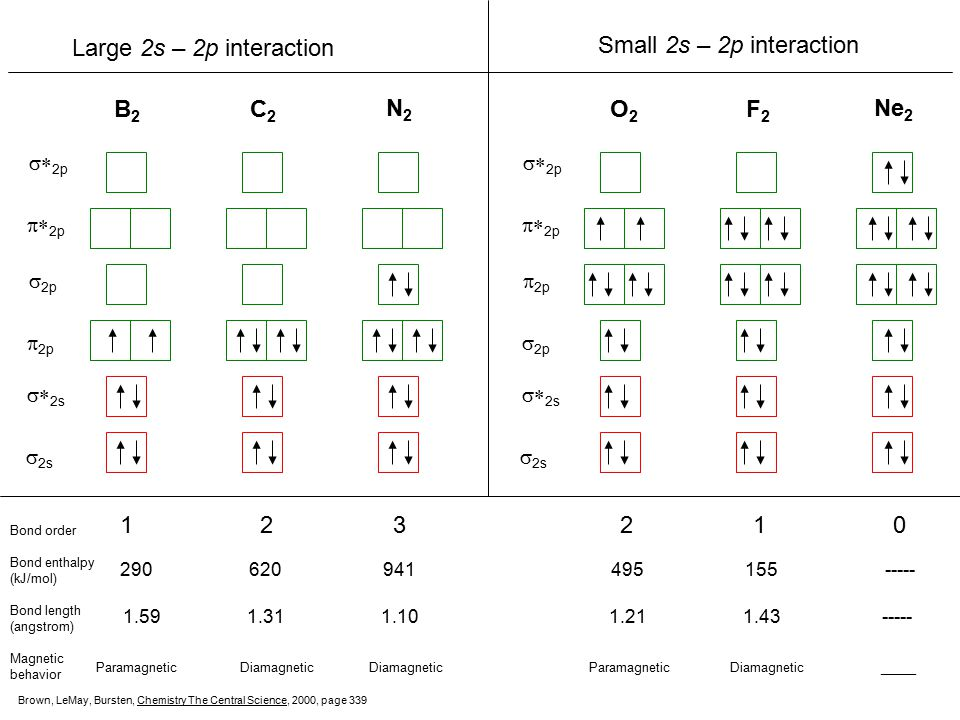 Large 2s – 2p interaction
Small 2s – 2p interaction
B₂ C₂ N₂ O₂ F₂ Ne₂
σ*2p σ*2p
π*2p π*2p
σ2p π2p
π2p σ2p
σ*2s σ*2s
σ2s σ2s
Bond order 1 2 3 2 1 0
Bond enthalpy
(kJ/mol) 290 620 941 495 155 -----
Bond length
(angstrom) 1.59 1.31 1.10 1.21 1.43 -----
Magnetic
behavior Paramagnetic Diamagnetic Diamagnetic Paramagnetic Diamagnetic ____
Brown, LeMay, Bursten, Chemistry The Central Science, 2000, page 339